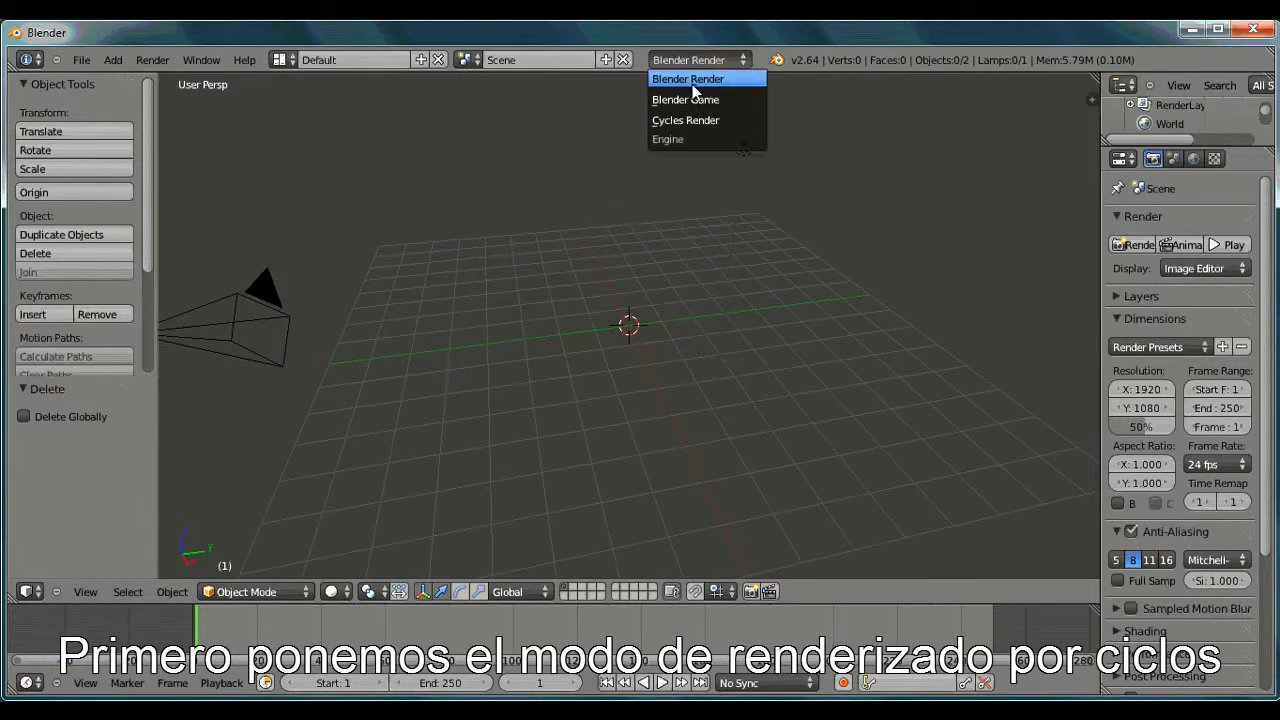 Blender
File Add Render Window Help Default Scene Blender Render v2.64 | Verts:0 | Faces:0 | Objects:0/2 | Lamps:0/1 | Mem:5.79M (0.10M)
Blender Render
Blender Game
Cycles Render
Engine
User Persp
Object Tools
Transform:
Translate
Rotate
Scale
Origin
Object:
Duplicate Objects
Delete
Join
Keyframes:
Insert Remove
Motion Paths:
Calculate Paths
Clear Paths
Delete
Delete Globally
y
(1)
View Search All S
RenderLay
World
Scene
Render
Rende Anima Play
Display: Image Editor
Layers
Dimensions
Render Presets
Resolution: Frame Range:
X: 1920 Start F: 1
Y: 1080 End : 250
50% Frame : 1
Aspect Ratio: Frame Rate:
X: 1.000 24 fps
Y: 1.000 Time Remap
B C 1 1
Anti-Aliasing
5 8 11 16 Mitchell-
Full Samp Si: 1.000
Sampled Motion Blur
Shading
Post Process
View Select Object Object Mode Global
Primero ponemos el modo de renderizado por ciclos
View Marker Frame Playback Start: 1 End: 250 1 No Sync